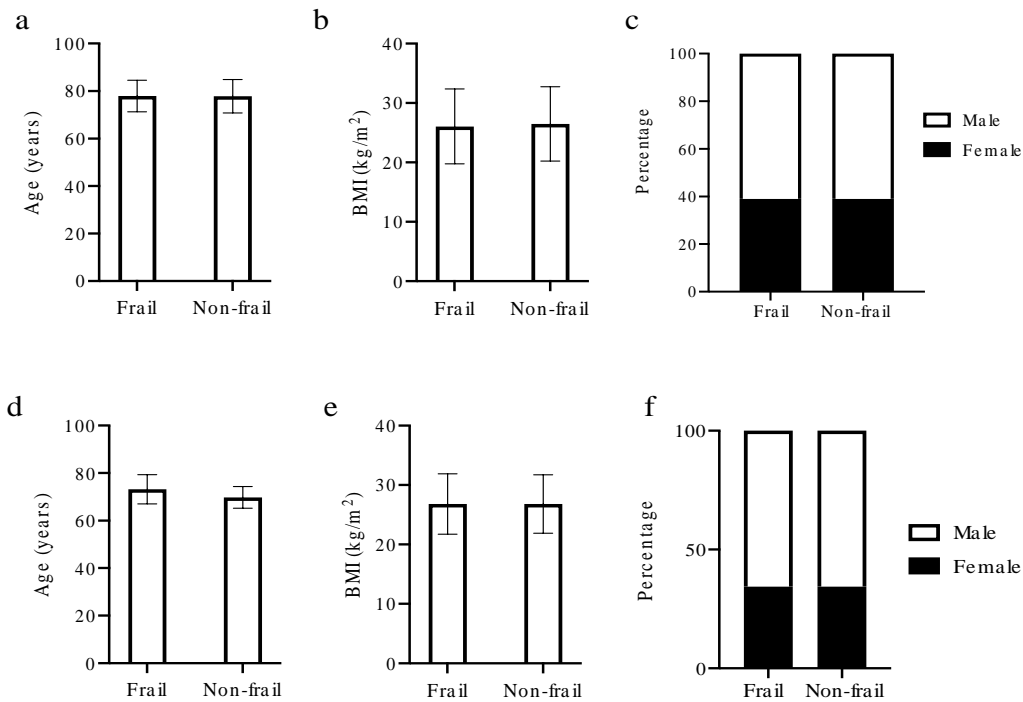 a
100
80
60
40
20
0
Age (years)
Frail Non-frail
b
40
30
20
10
0
BMI (kg/m²)
Frail Non-frail
c
100
80
60
40
20
0
Percentage
Frail Non-frail
Male
Female
d
100
80
60
40
20
0
Age (years)
Frail Non-frail
e
40
30
20
10
0
BMI (kg/m²)
Frail Non-frail
f
100
50
0
Percentage
Frail Non-frail
Male
Female